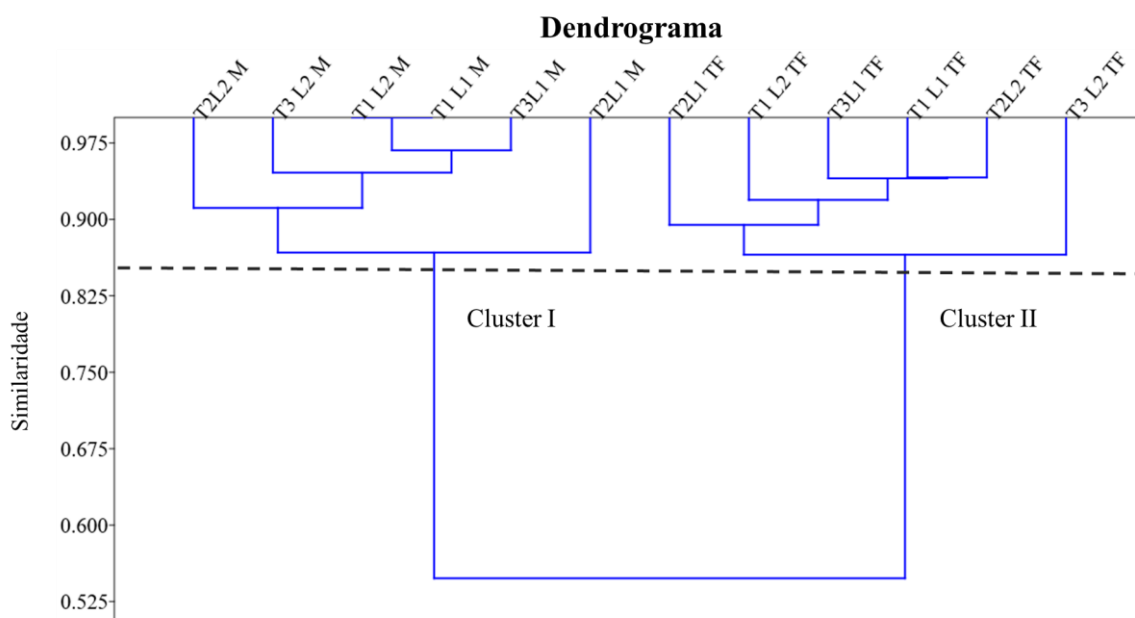 Dendrograma
T2L2 M
T3 L2 M
T1 L2 M
T1 L1 M
T3L1 M
T2L1 M
T2L1 TF
T1 L2 TF
T3L1 TF
T1 L1 TF
T2L2 TF
T3 L2 TF
0.975
0.900
0.825
0.750
0.675
0.600
0.525
Similaridade
Cluster I
Cluster II